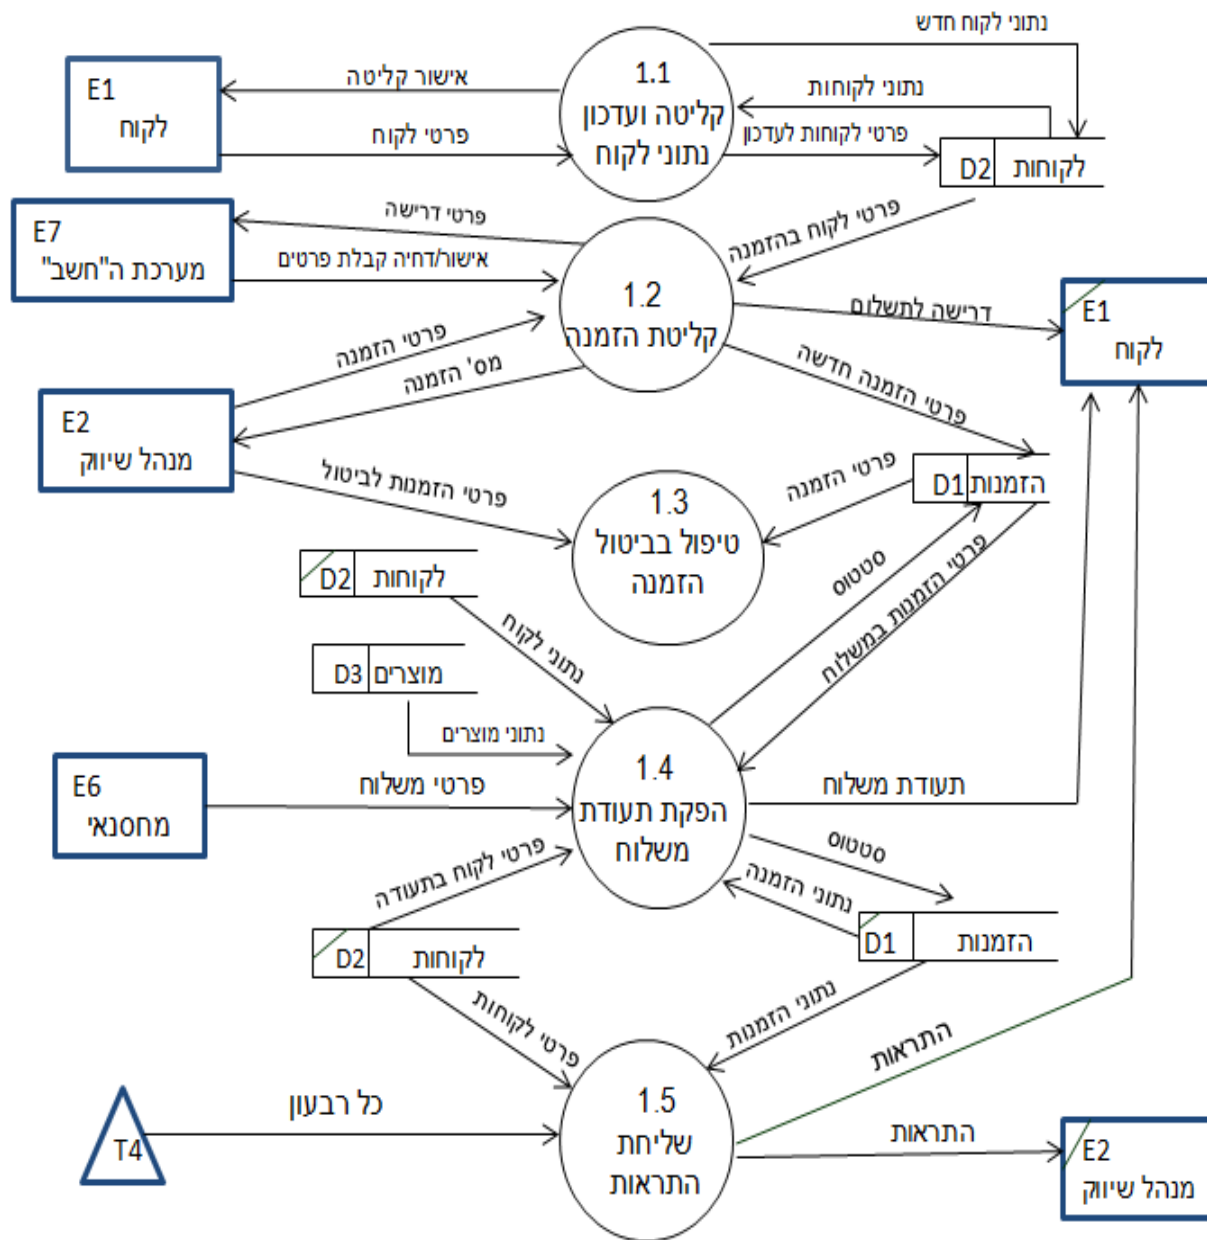 נתוני לקוח חדש
E1
לקוח
אישור קליטה
פרטי לקוח
1.1
קליטה ועדכון
נתוני לקוח
נתוני לקוחות
פרטי לקוחות לעדכון
D2
לקוחות
E7
מערכת ה"חשב"
פרטי דרישה
אישור/דחיה קבלת פרטים
פרטי לקוח בהזמנה
1.2
קליטת הזמנה
דרישה לתשלום
E1
לקוח
פרטי הזמנה
מס' הזמנה
פרטי הזמנה חדשה
E2
מנהל שיווק
פרטי הזמנות לביטול
1.3
טיפול בביטול
הזמנה
פרטי הזמנה
D1
הזמנות
D2
לקוחות
נתוני לקוח
סטטוס
פרטי הזמנות במשלוח
D3
מוצרים
נתוני מוצרים
E6
מחסנאי
פרטי משלוח
1.4
הפקת תעודת
משלוח
תעודת משלוח
פרטי לקוח בתעודה
סטטוס
נתוני הזמנה
D2
לקוחות
D1
הזמנות
פרטי לקוחות
נתוני הזמנות
התראות
T4
כל רבעון
1.5
שליחת
התראות
התראות
E2
מנהל שיווק